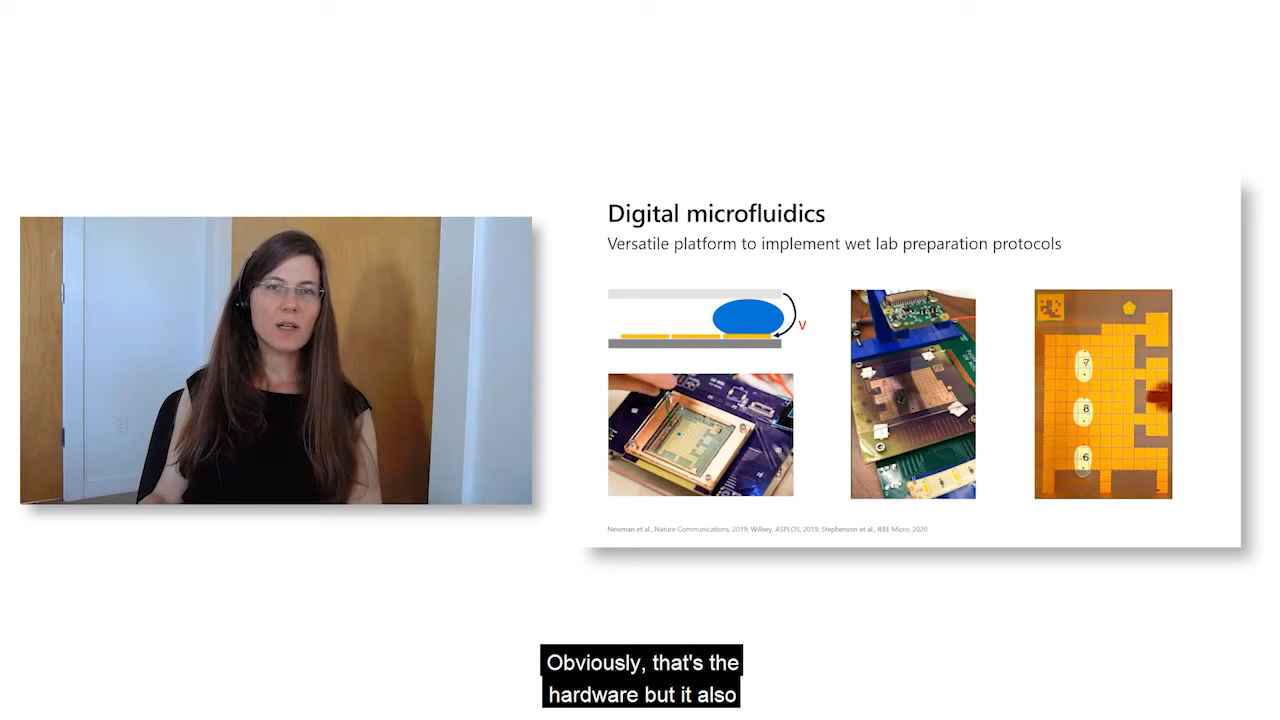 Digital microfluidics
Versatile platform to implement wet lab preparation protocols
V
7
8
6
Newman et al., Nature Communications, 2019; Willsey, ASPLOS, 2019; Stephenson et al., IEEE Micro, 2020
Obviously, that's the
hardware but it also